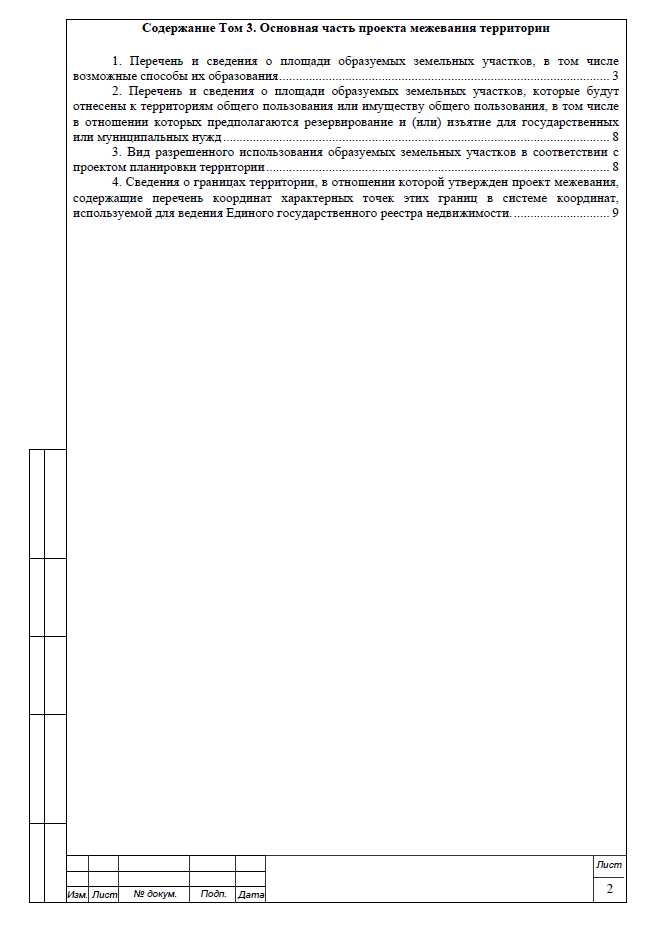 Содержание Том 3. Основная часть проекта межевания территории
1. Перечень и сведения о площади образуемых земельных участков, в том числе
возможные способы их образования.................................................................................................... 3
2. Перечень и сведения о площади образуемых земельных участков, которые будут
отнесены к территориям общего пользования или имуществу общего пользования, в том числе
в отношении которых предполагаются резервирование и (или) изъятие для государственных
или муниципальных нужд..................................................................................................................... 8
3. Вид разрешенного использования образуемых земельных участков в соответствии с
проектом планировки территории........................................................................................................ 8
4. Сведения о границах территории, в отношении которой утвержден проект межевания,
содержащие перечень координат характерных точек этих границ в системе координат,
используемой для ведения Единого государственного реестра недвижимости.............................. 9
Лист
2
Изм. Лист № докум. Подп. Дата